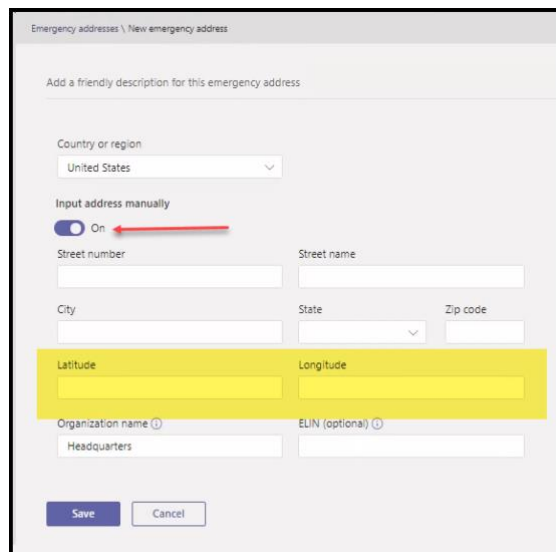 Emergency addresses \ New emergency address
Add a friendly description for this emergency address
Country or region
United States
Input address manually
On
Street number Street name
City State Zip code
Latitude Longitude
Organization name ELIN (optional)
Headquarters
Save Cancel